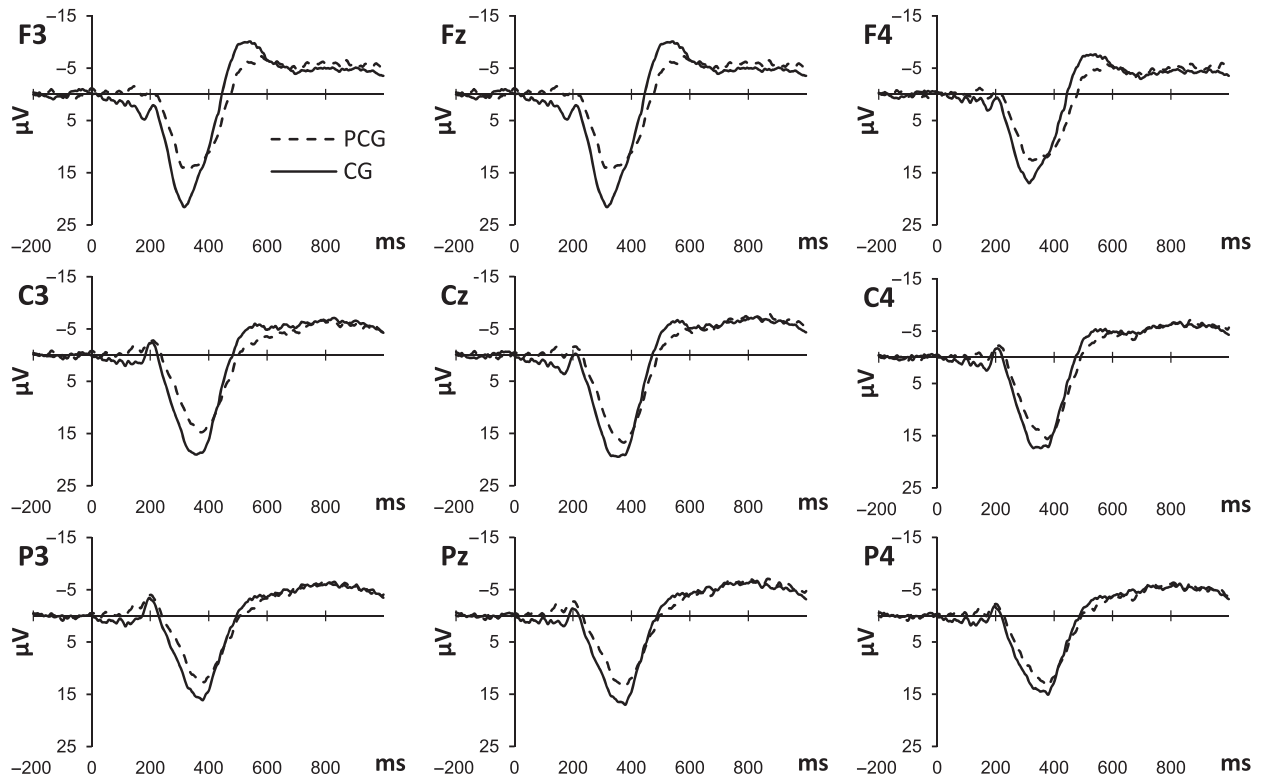 F3 −15 −5 5 15 25 μV PCG CG −200 0 200 400 600 800 ms
Fz −15 −5 5 15 25 μV −200 0 200 400 600 800 ms
F4 −15 −5 5 15 25 μV −200 0 200 400 600 800 ms
C3 −15 −5 5 15 25 μV −200 0 200 400 600 800 ms
Cz -15 −5 5 15 25 μV −200 0 200 400 600 800 ms
C4 −15 −5 5 15 25 μV −200 0 200 400 600 800 ms
P3 −15 −5 5 15 25 μV −200 0 200 400 600 800 ms
Pz −15 −5 5 15 25 μV −200 0 200 400 600 800 ms
P4 −15 −5 5 15 25 μV −200 0 200 400 600 800 ms